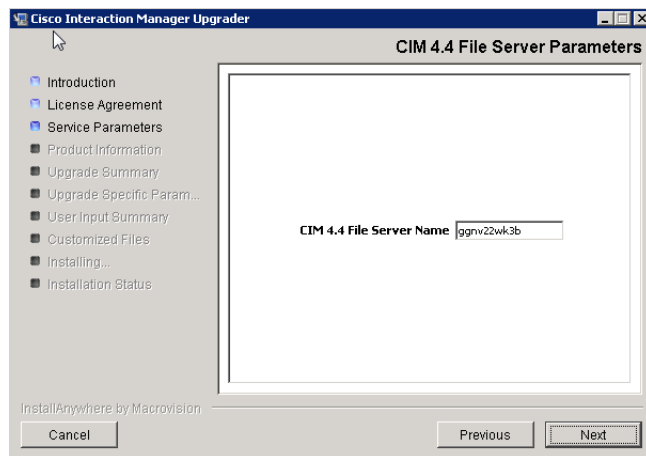 Cisco Interaction Manager Upgrader
CIM 4.4 File Server Parameters
Introduction
License Agreement
Service Parameters
Product Information
Upgrade Summary
Upgrade Specific Param...
User Input Summary
Customized Files
Installing...
Installation Status
CIM 4.4 File Server Name ggnv22wk3b
InstallAnywhere by Macrovision
Cancel
Previous
Next